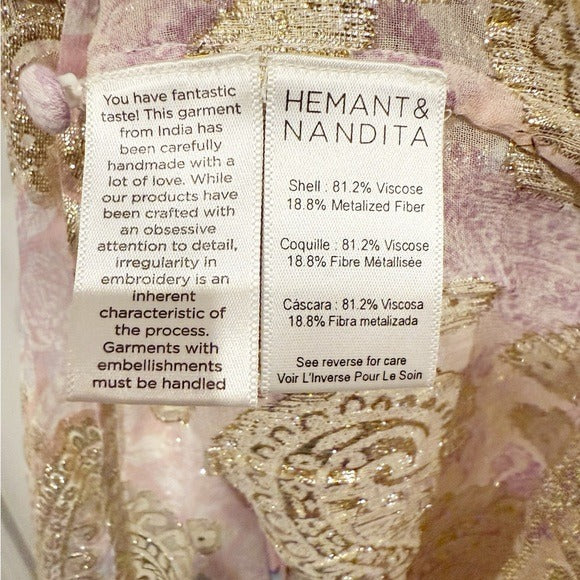 You have fantastic
taste! This garment
from India has
been carefully
handmade with a
lot of love. While
our products have
been crafted with
an obsessive
attention to detail,
irregularity in
embroidery is an
inherent
characteristic of
the process.
Garments with
embellishments
must be handled
HEMANT &
NANDITA
Shell : 81.2% Viscose
18.8% Metalized Fiber
Coquille : 81.2% Viscose
18.8% Fibre Métallisée
Cáscara : 81.2% Viscosa
18.8% Fibra metalizada
See reverse for care
Voir L'Inverse Pour Le Soin